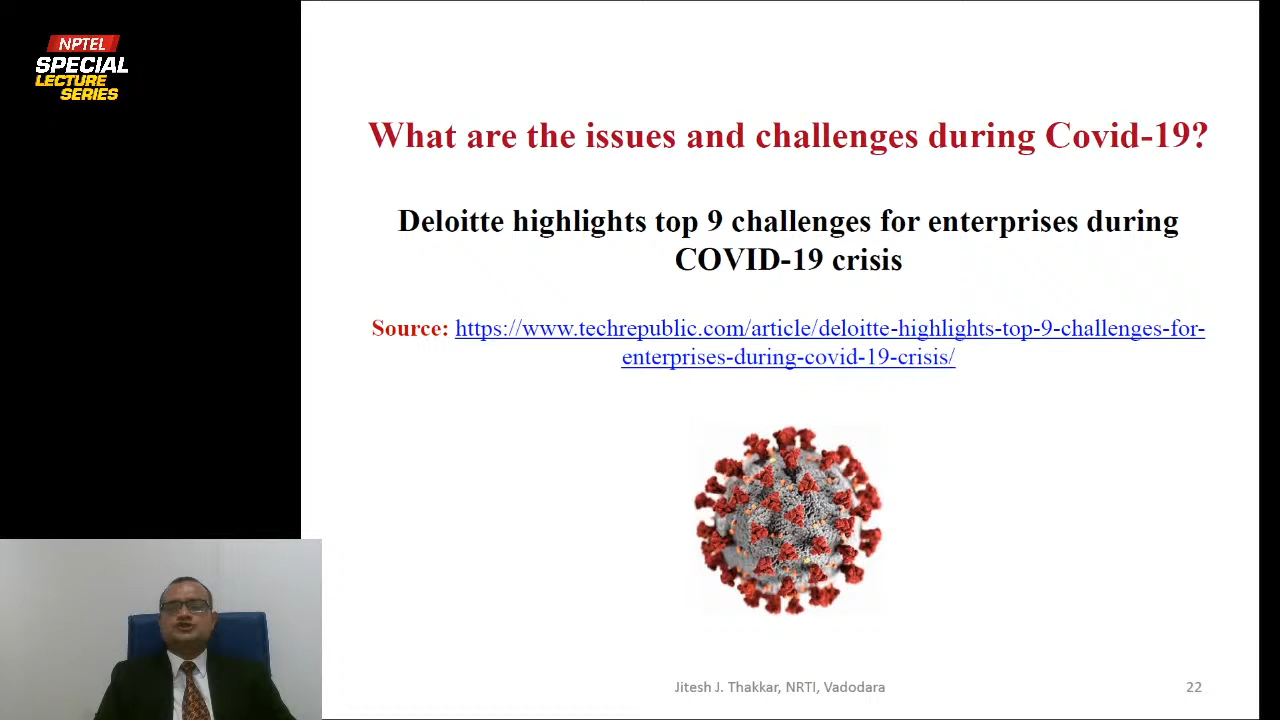 NPTEL
SPECIAL
LECTURE
SERIES
What are the issues and challenges during Covid-19?
Deloitte highlights top 9 challenges for enterprises during
COVID-19 crisis
Source: https://www.techrepublic.com/article/deloitte-highlights-top-9-challenges-for-
enterprises-during-covid-19-crisis/
Jitesh J. Thakkar, NRTI, Vadodara
22